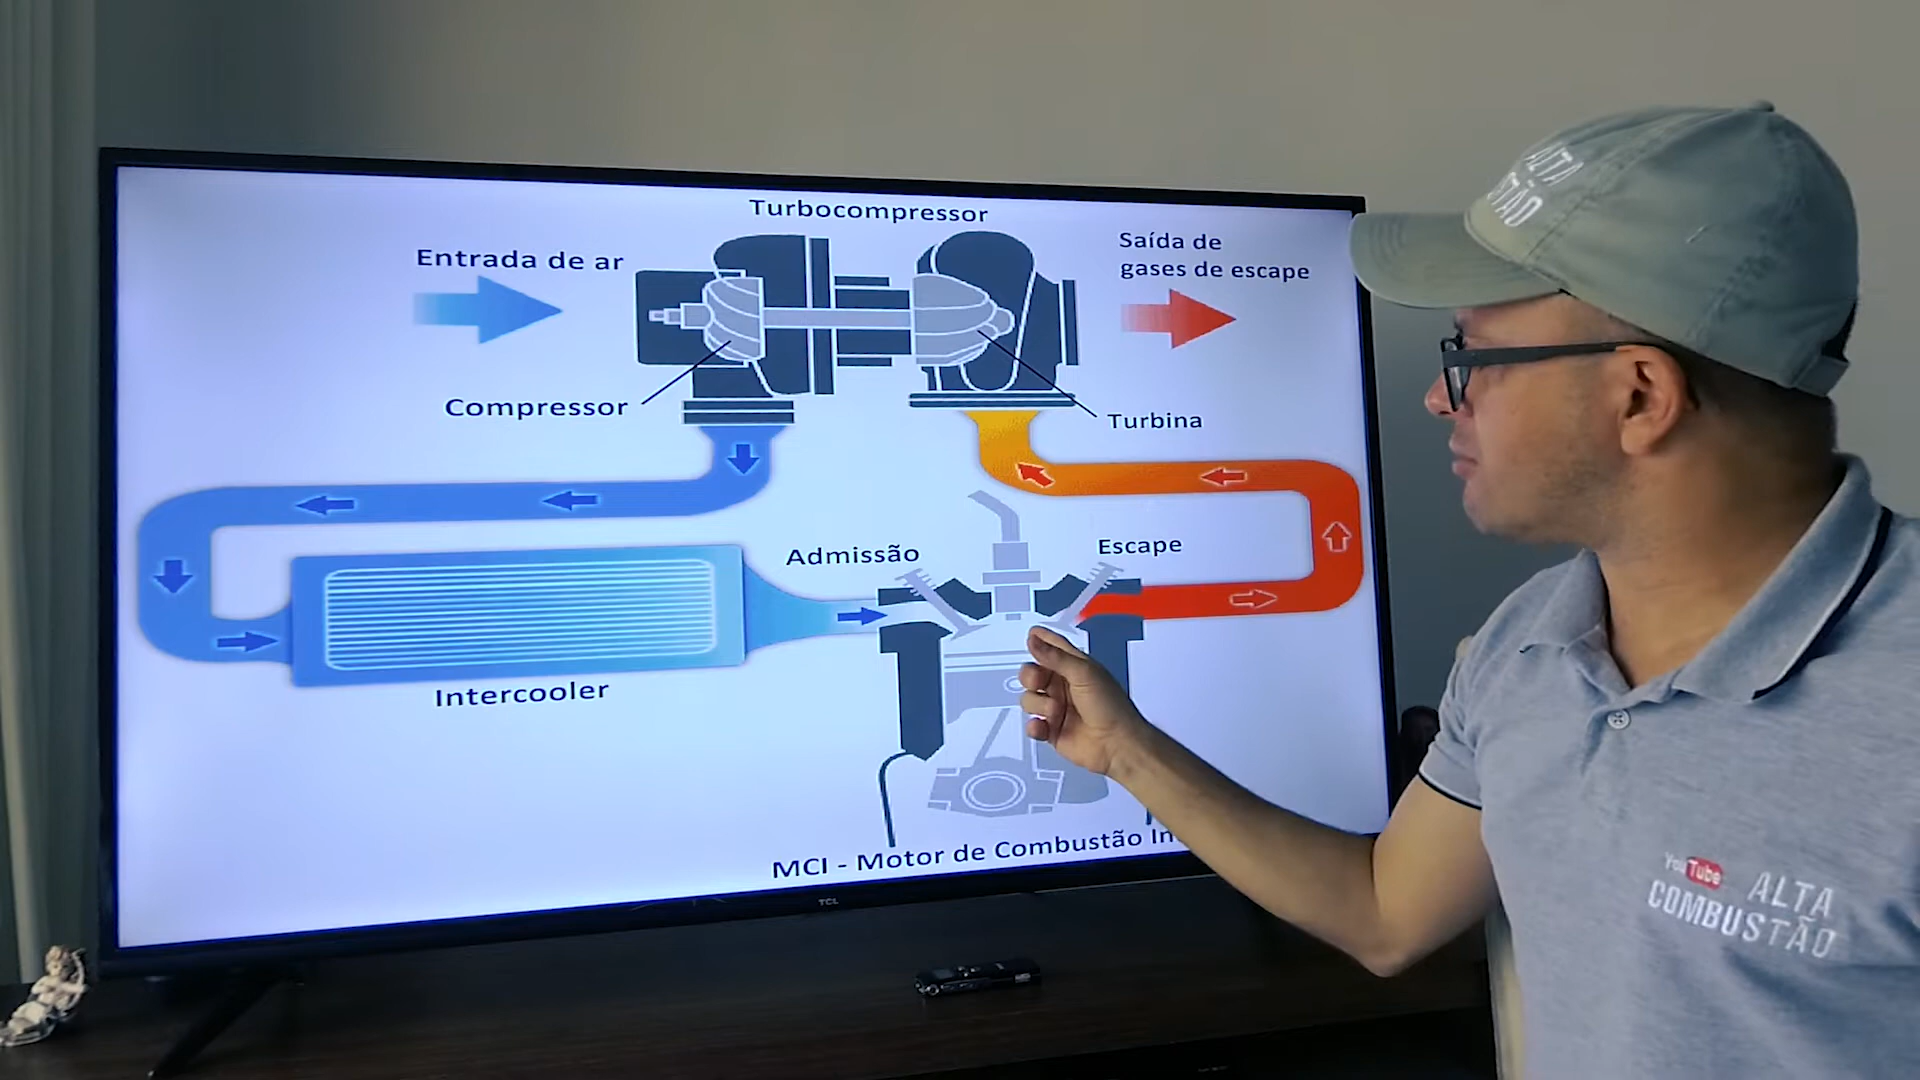 Turbocompressor
Entrada de ar
Saída de
gases de escape
Compressor
Turbina
Admissão
Escape
Intercooler
MCI - Motor de Combustão In
TCL
ALTA
STÃO
YouTube
ALTA
COMBUSTÃO